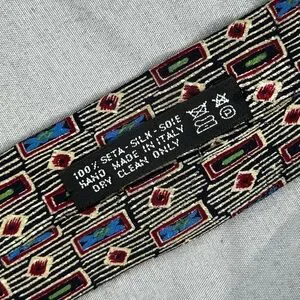 100% SETA - SILK - SOIE
HAND MADE IN ITALY
DRY CLEAN ONLY